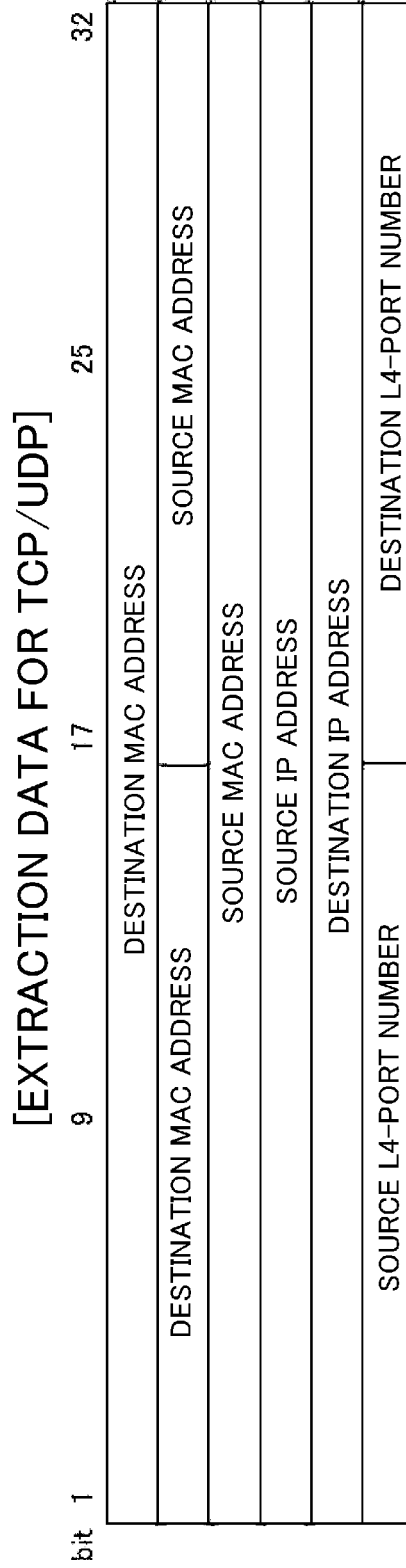 [EXTRACTION DATA FOR TCP/UDP]
bit 1 9 17 25 32
DESTINATION MAC ADDRESS
DESTINATION MAC ADDRESS SOURCE MAC ADDRESS
SOURCE MAC ADDRESS
SOURCE IP ADDRESS
DESTINATION IP ADDRESS
SOURCE L4-PORT NUMBER DESTINATION L4-PORT NUMBER